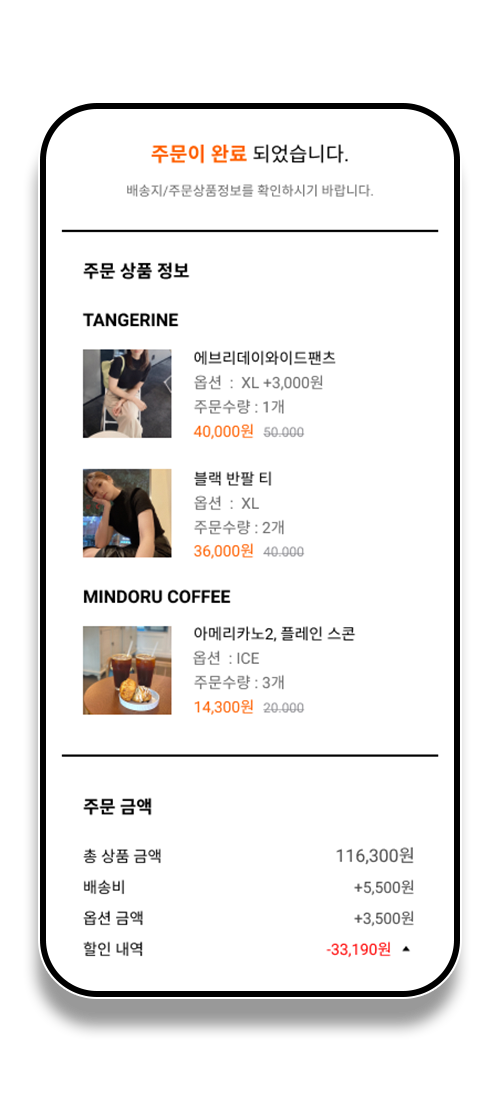 주문이 완료 되었습니다.
배송지/주문상품정보를 확인하시기 바랍니다.
주문 상품 정보
TANGERINE
에브리데이와이드팬츠
옵션 : XL +3,000원
주문수량 : 1개
40,000원 50.000
블랙 반팔 티
옵션 : XL
주문수량 : 2개
36,000원 40.000
MINDORU COFFEE
아메리카노2, 플레인 스콘
옵션 : ICE
주문수량 : 3개
14,300원 20.000
주문 금액
총 상품 금액 116,300원
배송비 +5,500원
옵션 금액 +3,500원
할인 내역 -33,190원 ▲